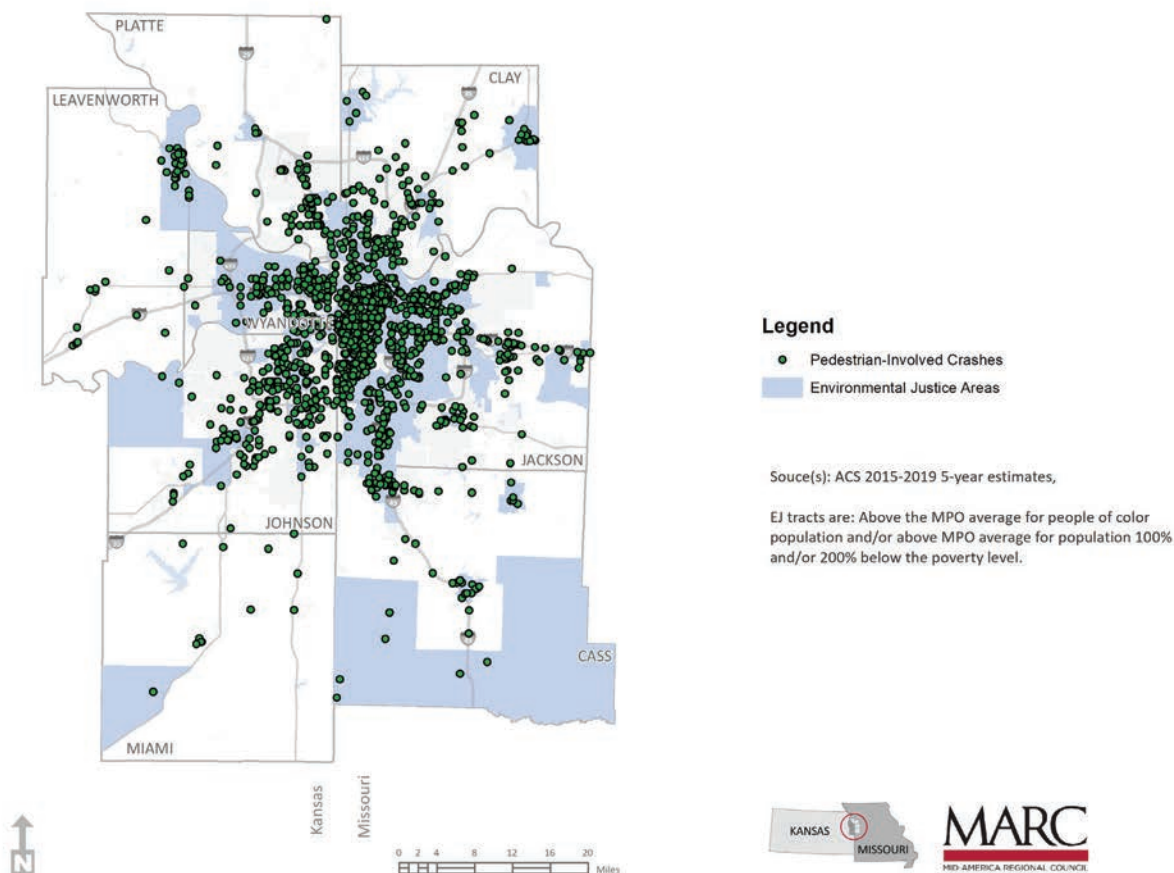 PLATTE
CLAY
LEAVENWORTH
WYANDOTTE
JACKSON
JOHNSON
CASS
MIAMI
Kansas
Missouri
N
0 2 4 8 12 16 20
Miles
Legend
Pedestrian-Involved Crashes
Environmental Justice Areas
Souce(s): ACS 2015-2019 5-year estimates,
EJ tracts are: Above the MPO average for people of color
population and/or above MPO average for population 100%
and/or 200% below the poverty level.
KANSAS
MISSOURI
MARC
MID-AMERICA REGIONAL COUNCIL